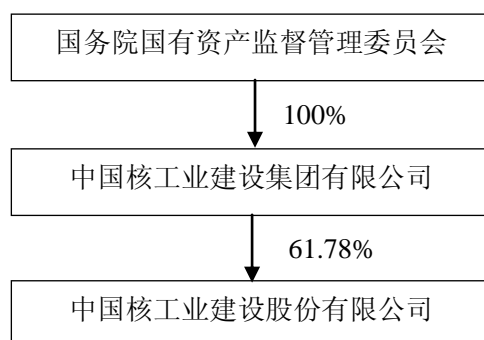 国务院国有资产监督管理委员会
100%
中国核工业建设集团有限公司
61.78%
中国核工业建设股份有限公司